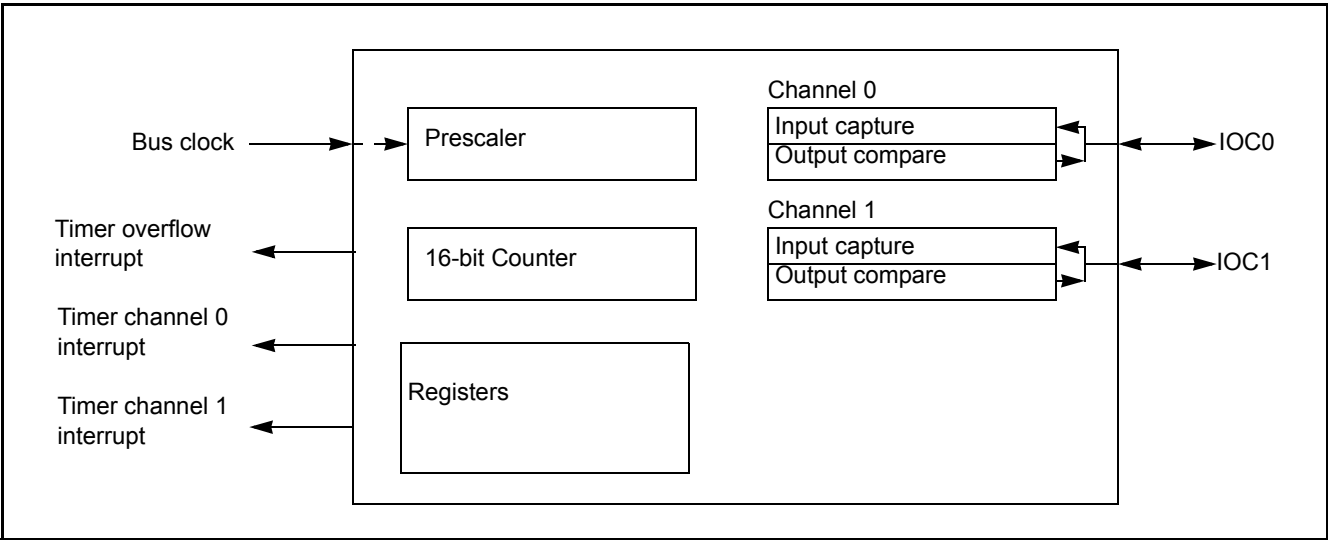 Channel 0
Bus clock
Prescaler
Input capture
Output compare
IOC0
Timer overflow
interrupt
16-bit Counter
Channel 1
Input capture
Output compare
IOC1
Timer channel 0
interrupt
Registers
Timer channel 1
interrupt